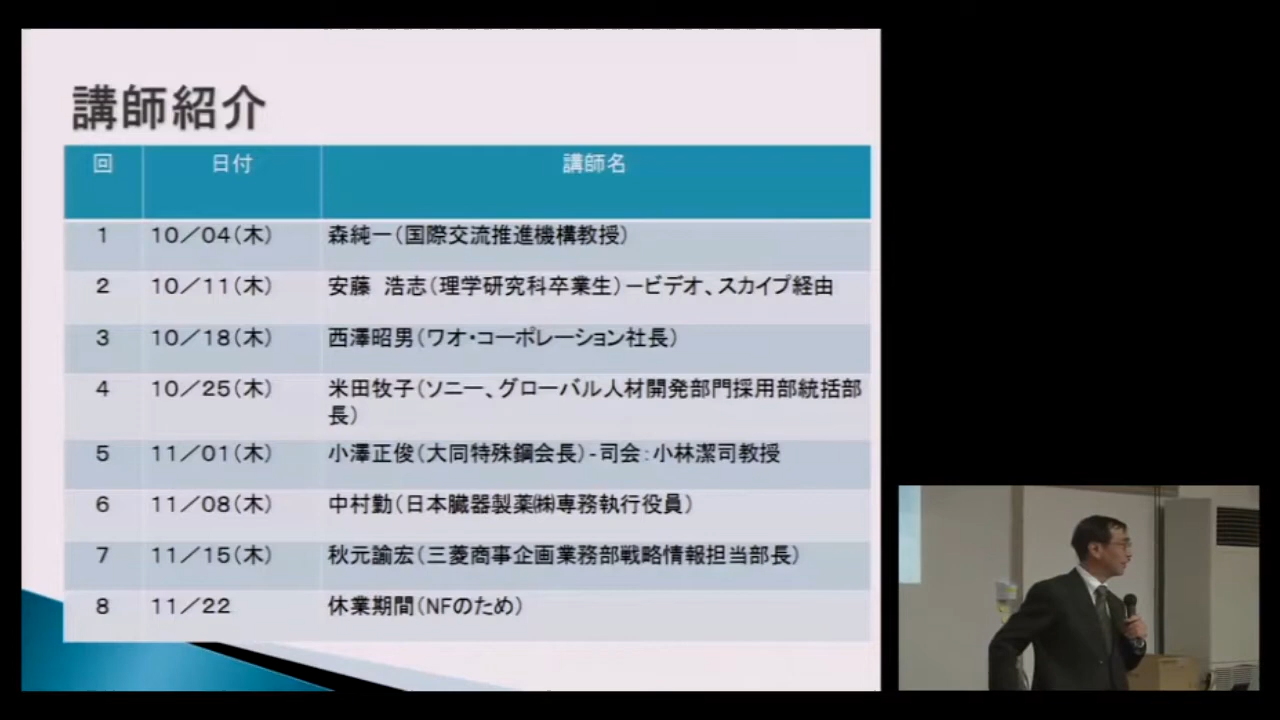 講師紹介
回 日付 講師名
1 10／04(木) 森純一(国際交流推進機構教授)
2 10／11(木) 安藤 浩志(理学研究科卒業生)－ビデオ、スカイプ経由
3 10／18(木) 西澤昭男(ワオ・コーポレーション社長)
4 10／25(木) 米田牧子(ソニー、グローバル人材開発部門採用部統括部
長)
5 11／01(木) 小澤正俊(大同特殊鋼会長)-司会：小林潔司教授
6 11／08(木) 中村勤(日本臓器製薬㈱専務執行役員)
7 11／15(木) 秋元諭宏(三菱商事企画業務部戦略情報担当部長)
8 11／22 休業期間(NFのため)